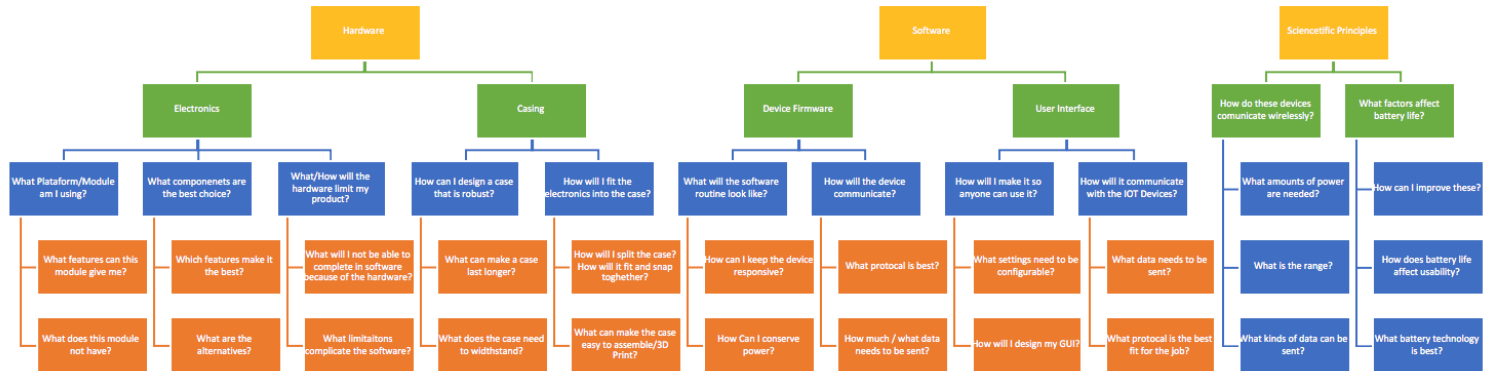 Hardware
Software
Sciencetific Principles
Electronics
Casing
Device Firmware
User Interface
How do these devices
comunicate wirelessly?
What factors affect
battery life?
What Plataform/Module
am I using?
What componenets are
the best choice?
What/How will the
hardware limit my
product?
How can I design a case
that is robust?
How will I fit the
electronics into the case?
What will the software
routine look like?
How will the device
communicate?
How will I make it so
anyone can use it?
How will it communicate
with the IOT Devices?
What amounts of power
are needed?
How can I improve these?
What features can this
module give me?
Which features make it
the best?
What will I not be able to
complete in software
because of the hardware?
What can make a case
last longer?
How will I split the case?
How will it fit and snap
toghether?
How can I keep the device
responsive?
What protocal is best?
What settings need to be
configurable?
What data needs to be
sent?
What is the range?
How does battery life
affect usability?
What does this module
not have?
What are the
alternatives?
What limitaitons
complicate the software?
What does the case need
to widthstand?
What can make the case
easy to assemble/3D
Print?
How Can I conserve
power?
How much / what data
needs to be sent?
How will I design my GUI?
What protocal is the best
fit for the job?
What kinds of data can be
sent?
What battery technology
is best?